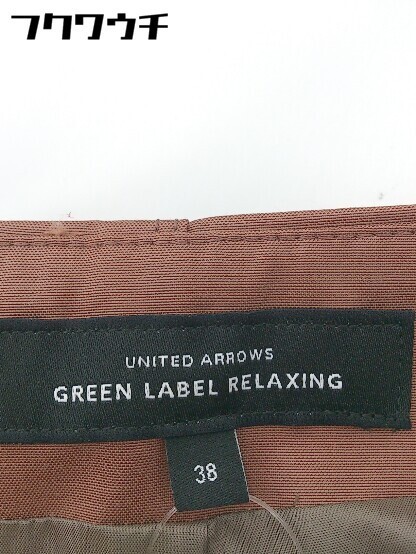 フクワウチ
UNITED ARROWS
GREEN LABEL RELAXING
38